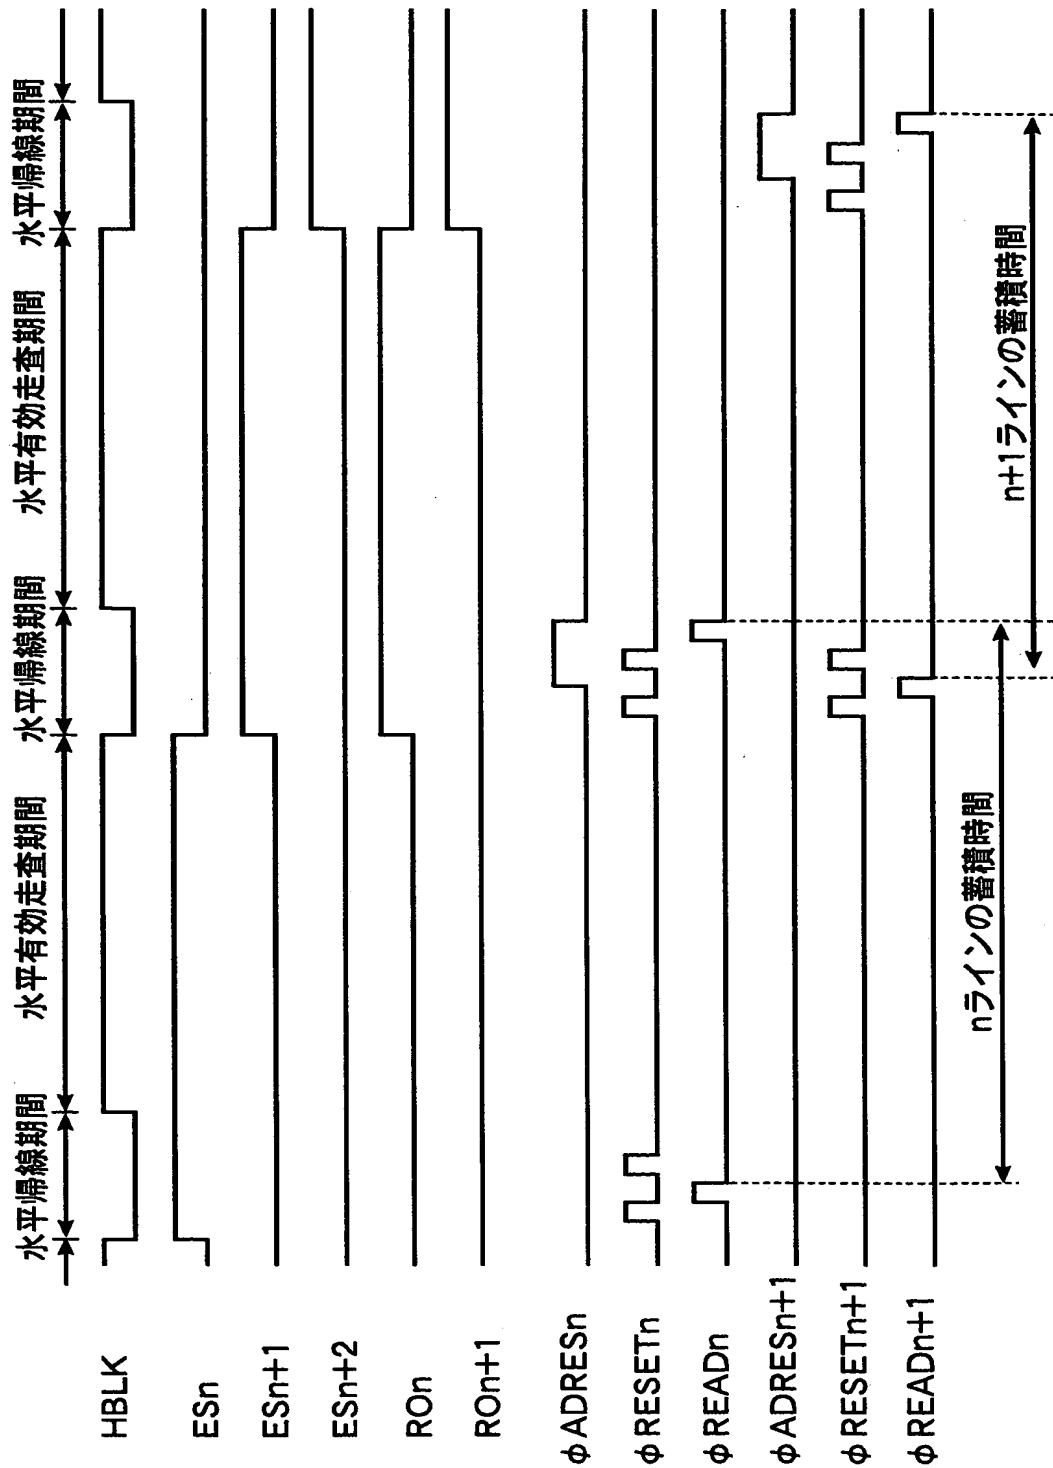 水平帰線期間
水平有効走査期間
水平帰線期間
水平有効走査期間
水平帰線期間
HBLK
ESn
ESn+1
ESn+2
ROn
ROn+1
φADRESn
φRESETn
φREADn
φADRESn+1
φRESETn+1
φREADn+1
nラインの蓄積時間
n+1ラインの蓄積時間